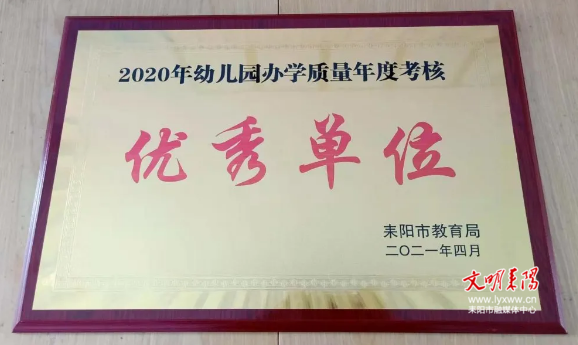 2020年幼儿园办学质量年度考核
优秀单位
耒阳市教育局
二〇二一年四月
文明耒阳
www.lyxww.cn
耒阳市融媒体中心